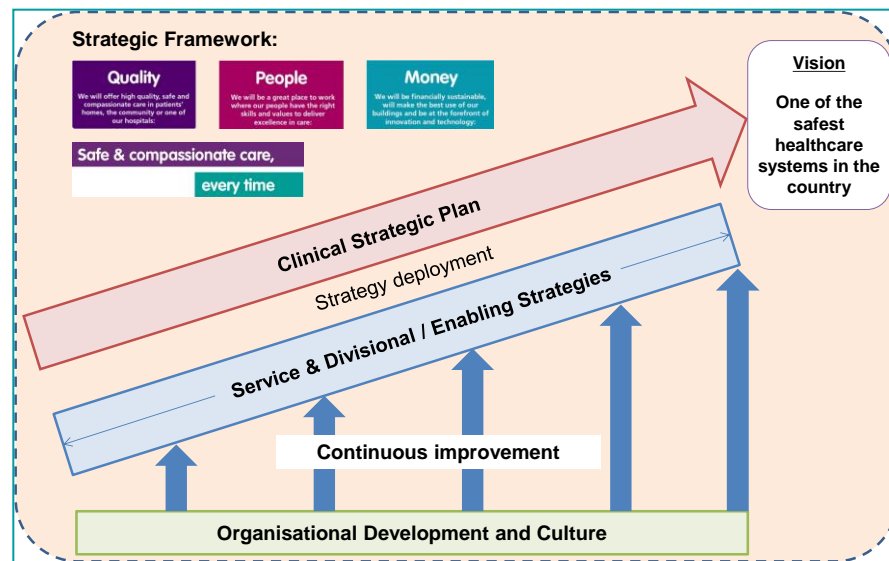 Strategic Framework:
Quality
We will offer high quality, safe and
compassionate care in patients'
homes, the community or one of
our hospitals:
People
We will be a great place to work
where our people have the right
skills and values to deliver
excellence in care:
Money
We will be financially sustainable,
will make the best use of our
buildings and be at the forefront of
innovation and technology:
Safe & compassionate care,
every time
Vision
One of the
safest
healthcare
systems in the
country
Clinical Strategic Plan
Strategy deployment
Service & Divisional / Enabling Strategies
Continuous improvement
Organisational Development and Culture